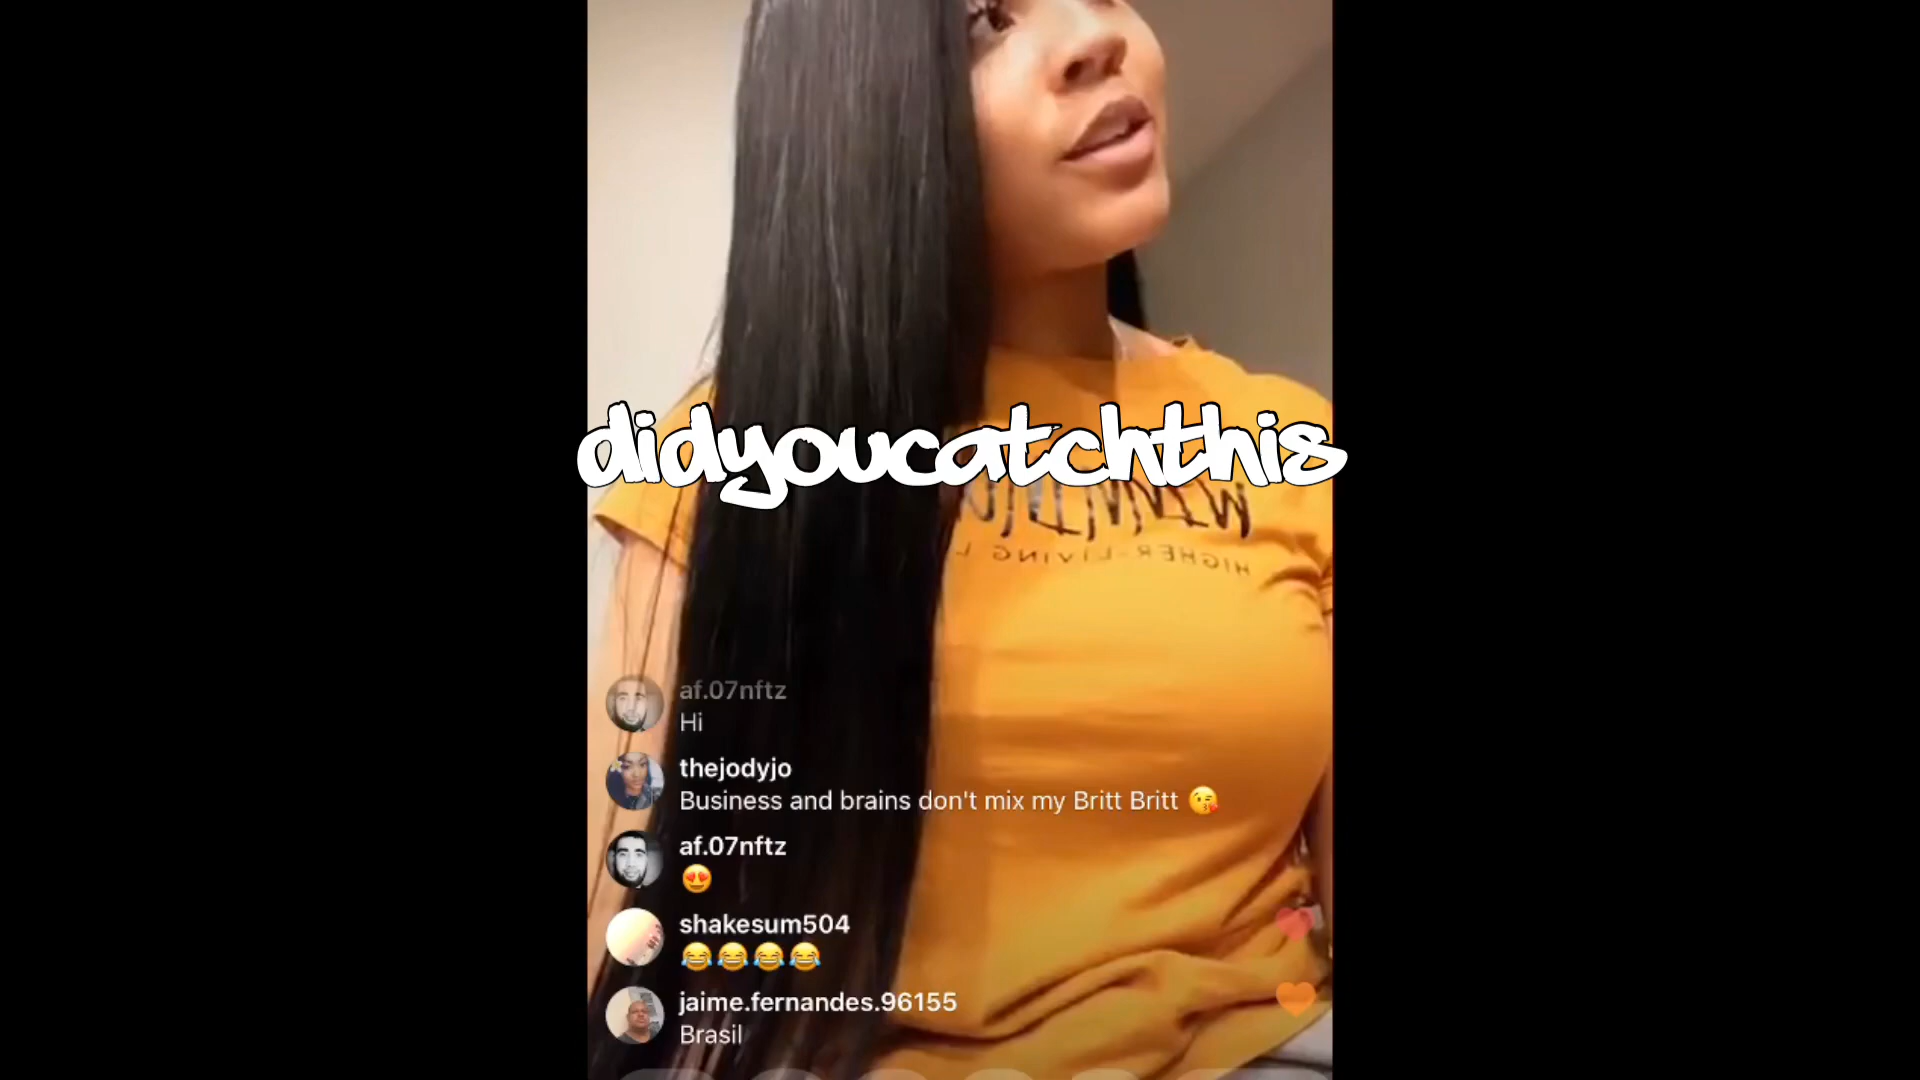 didyoucatchthis
HIGHER-LIVING L
af.07nftz
Hi
thejodyjo
Business and brains don't mix my Britt Britt 😘
af.07nftz
😍
shakesum504
😂😂😂😂
jaime.fernandes.96155
Brasil